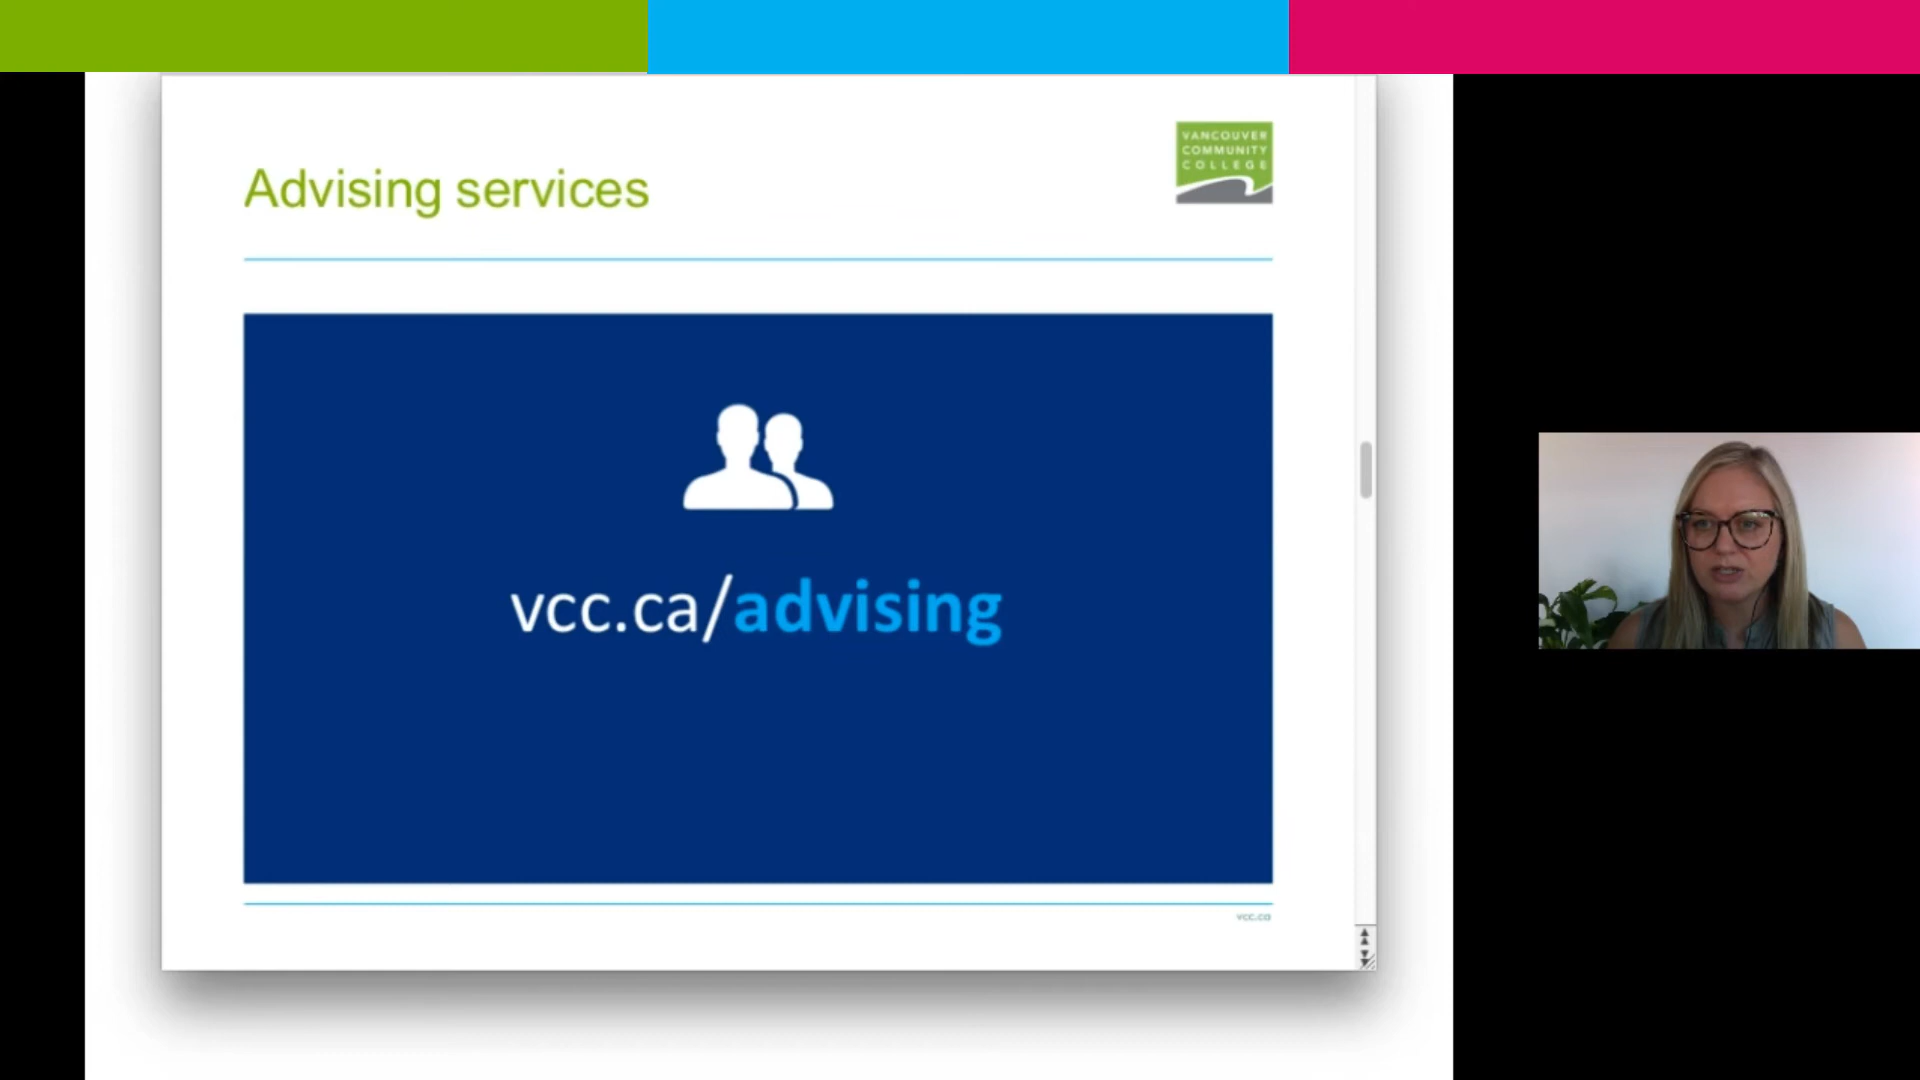 Advising services
VANCOUVER
COMMUNITY
COLLEGE
vcc.ca/advising
vcc.ca